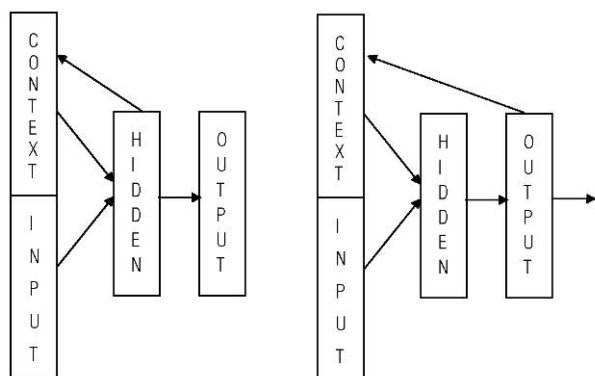 CONTEXT
INPUT
HIDDEN
OUTPUT
CONTEXT
INPUT
HIDDEN
OUTPUT